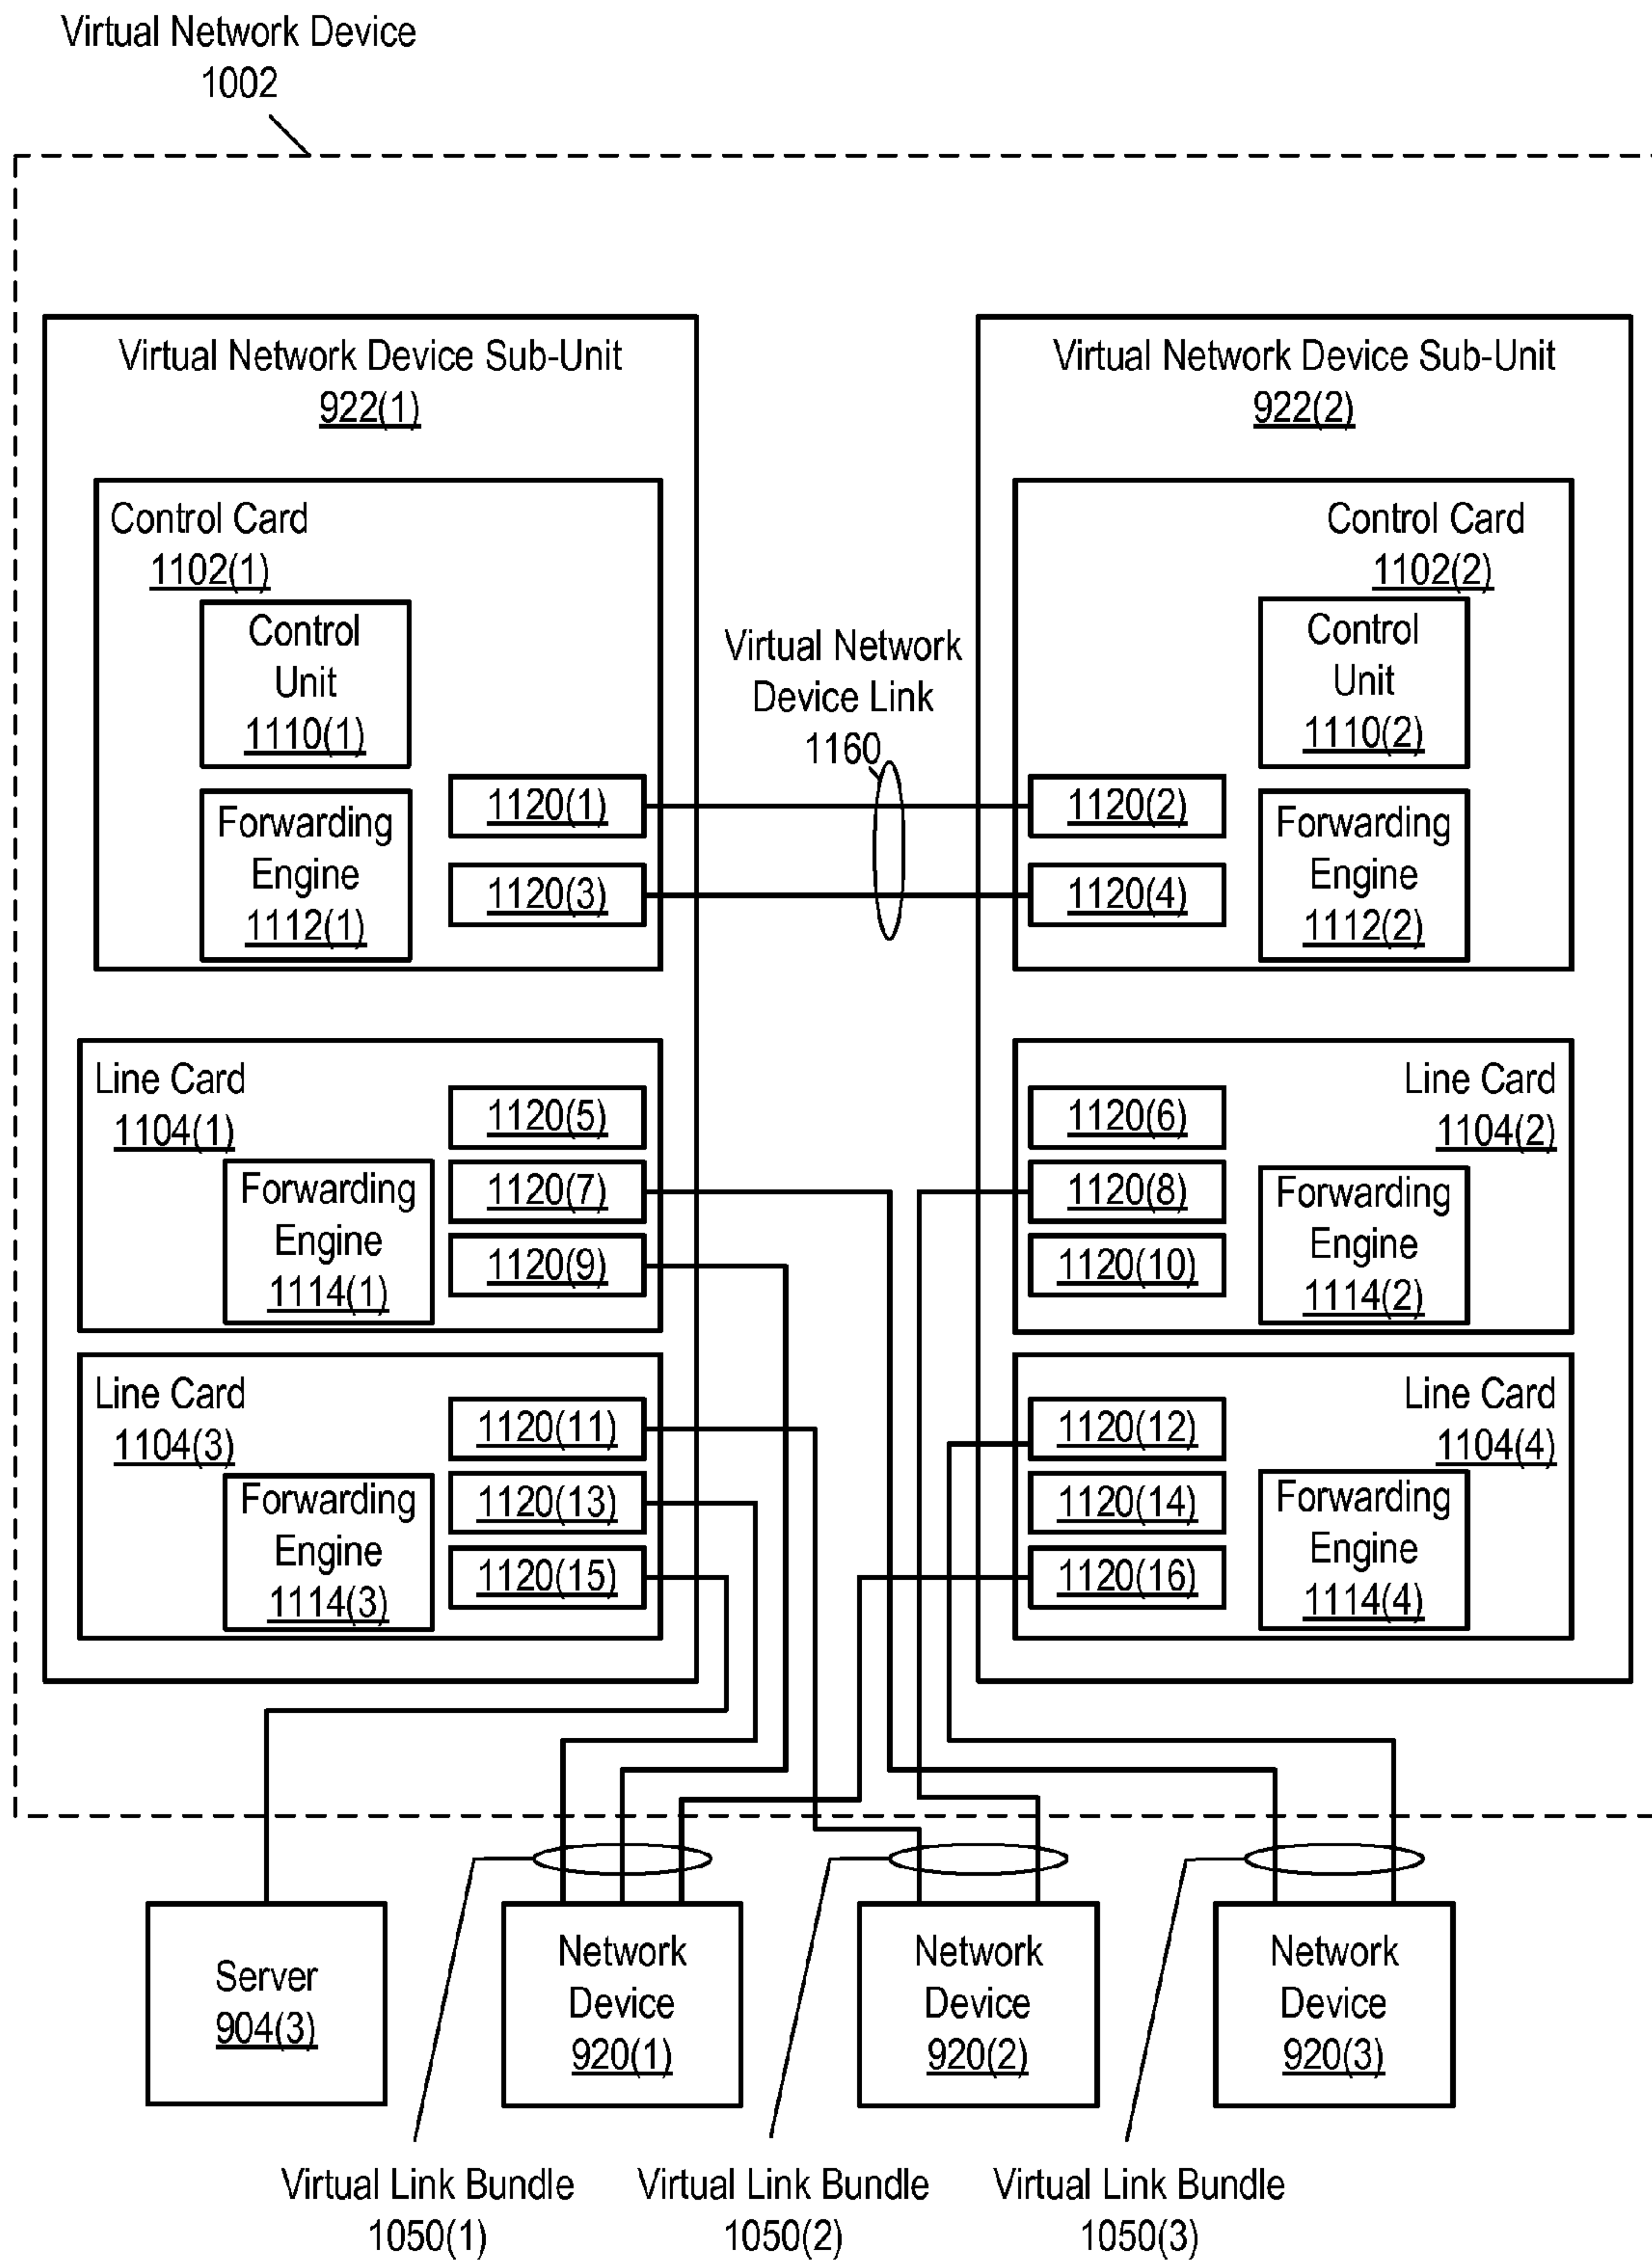 Virtual Network Device
1002
Virtual Network Device Sub-Unit
922(1)
Control Card
1102(1)
Control
Unit
1110(1)
Forwarding
Engine
1112(1)
1120(1)
1120(3)
Line Card
1104(1)
Forwarding
Engine
1114(1)
1120(5)
1120(7)
1120(9)
Line Card
1104(3)
Forwarding
Engine
1114(3)
1120(11)
1120(13)
1120(15)
Virtual Network
Device Link
1160
Virtual Network Device Sub-Unit
922(2)
Control Card
1102(2)
Control
Unit
1110(2)
1120(2)
1120(4)
Forwarding
Engine
1112(2)
Line Card
1104(2)
1120(6)
1120(8)
1120(10)
Forwarding
Engine
1114(2)
Line Card
1104(4)
1120(12)
1120(14)
1120(16)
Forwarding
Engine
1114(4)
Server
904(3)
Network
Device
920(1)
Network
Device
920(2)
Network
Device
920(3)
Virtual Link Bundle
1050(1)
Virtual Link Bundle
1050(2)
Virtual Link Bundle
1050(3)